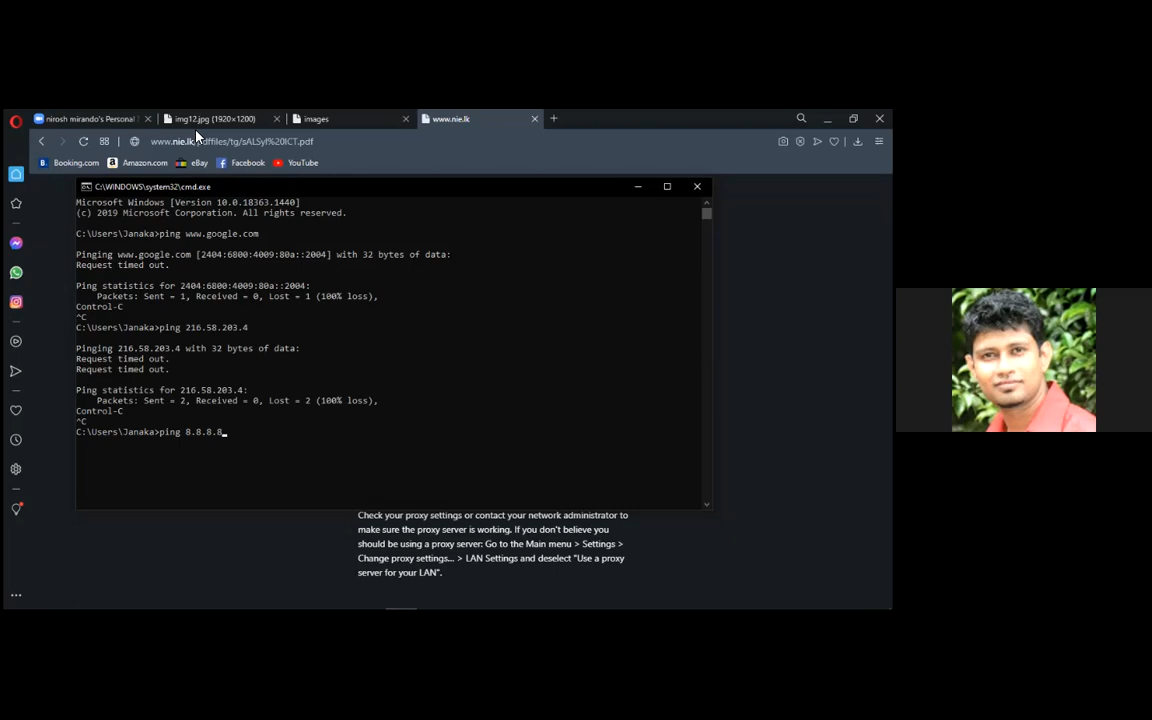 nirosh mirando's Personal
img12.jpg (1920×1200)
images
www.nie.lk
www.nie.lk/pdffiles/tg/sALSyl%20ICT.pdf
B. Booking.com
a Amazon.com
eBay
Facebook
YouTube
C:\WINDOWS\system32\cmd.exe
Microsoft Windows [Version 10.0.18363.1440]
(c) 2019 Microsoft Corporation. All rights reserved.
C:\Users\Janaka>ping www.google.com
Pinging www.google.com [2404:6800:4009:80a::2004] with 32 bytes of data:
Request timed out.
Ping statistics for 2404:6800:4009:80a::2004:
Packets: Sent = 1, Received = 0, Lost = 1 (100% loss),
Control-C
^C
C:\Users\Janaka>ping 216.58.203.4
Pinging 216.58.203.4 with 32 bytes of data:
Request timed out.
Request timed out.
Ping statistics for 216.58.203.4:
Packets: Sent = 2, Received = 0, Lost = 2 (100% loss),
Control-C
^C
C:\Users\Janaka>ping 8.8.8.8
Check your proxy settings or contact your network administrator to
make sure the proxy server is working. If you don't believe you
should be using a proxy server: Go to the Main menu > Settings >
Change proxy settings... > LAN Settings and deselect "Use a proxy
server for your LAN".